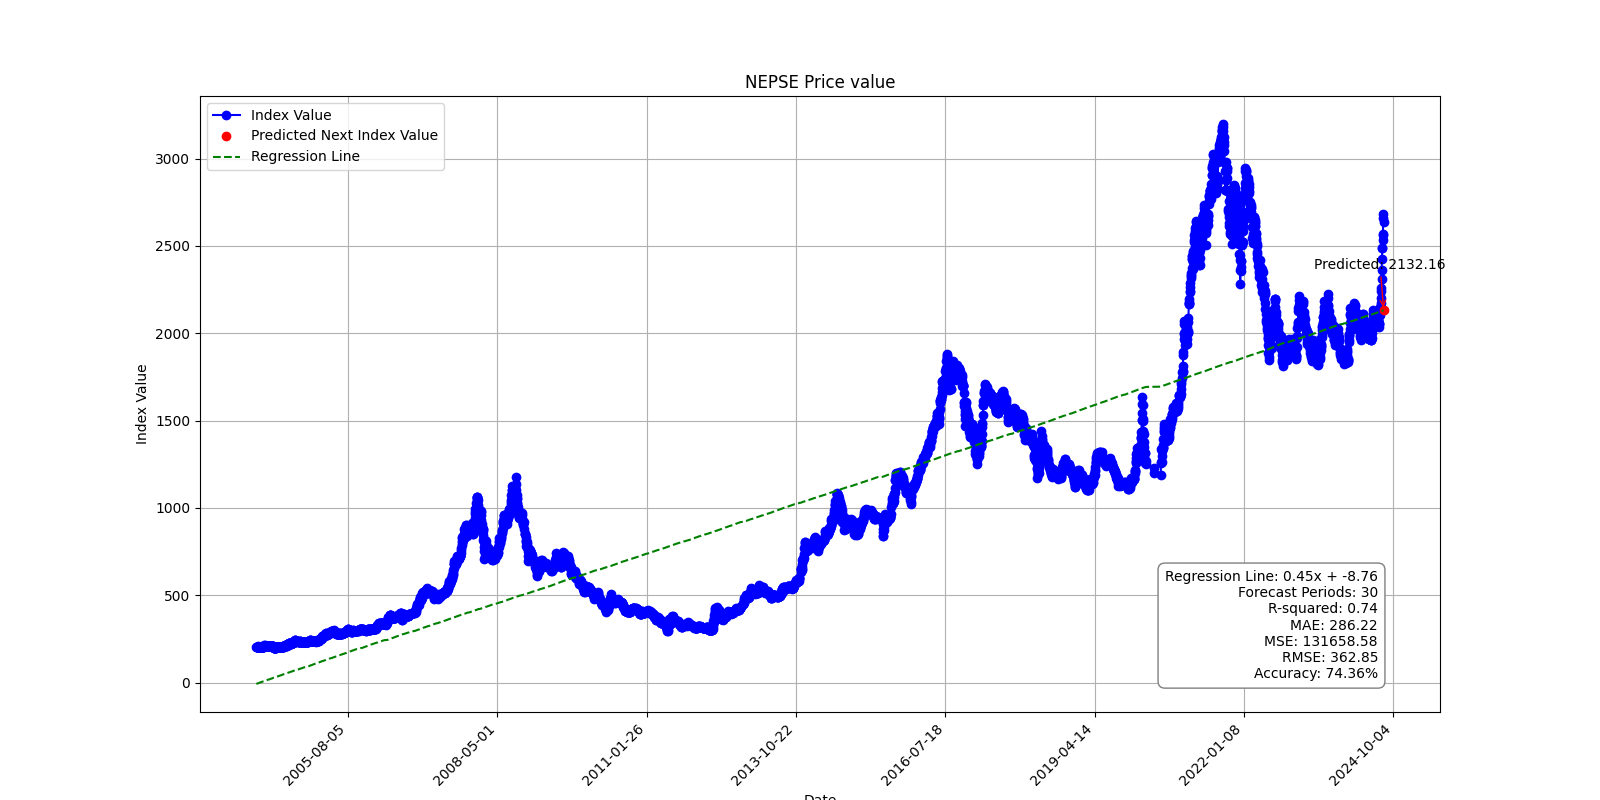 NEPSE Price value
Index Value
Predicted Next Index Value
Regression Line
3000
2500
2000
1500
1000
500
0
Index Value
Predicted: 2132.16
Regression Line: 0.45x + -8.76
Forecast Periods: 30
R-squared: 0.74
MAE: 286.22
MSE: 131658.58
RMSE: 362.85
Accuracy: 74.36%
2005-08-05
2008-05-01
2011-01-26
2013-10-22
2016-07-18
2019-04-14
2022-01-08
2024-10-04
Date